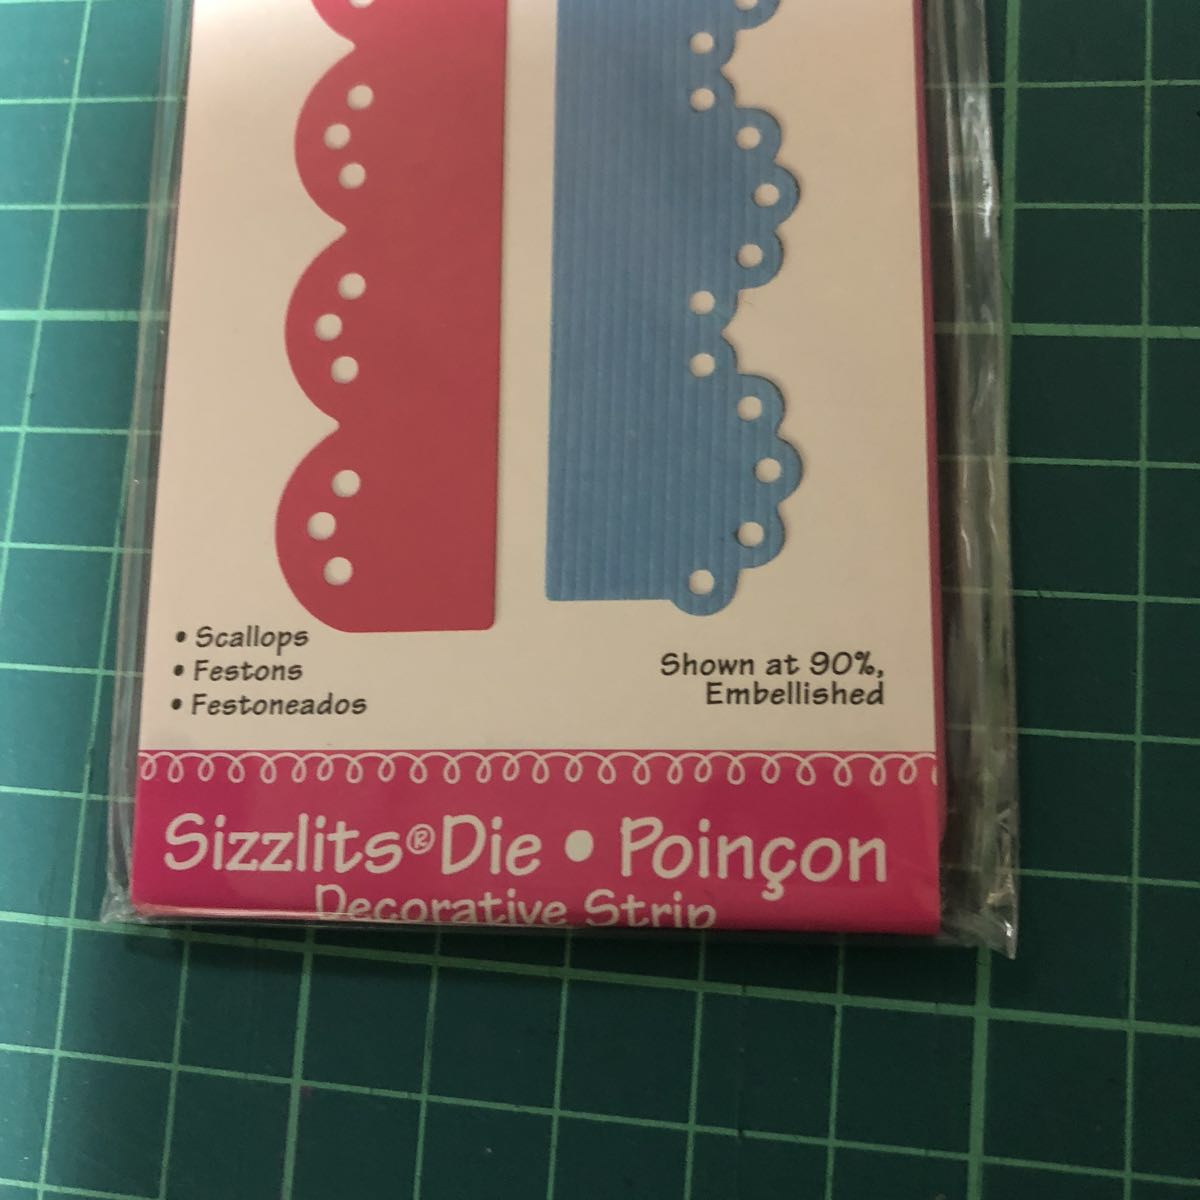 • Scallops
• Festons
• Festoneados
Shown at 90%,
Embellished
Sizzlits® Die • Poinçon
Decorative Strip